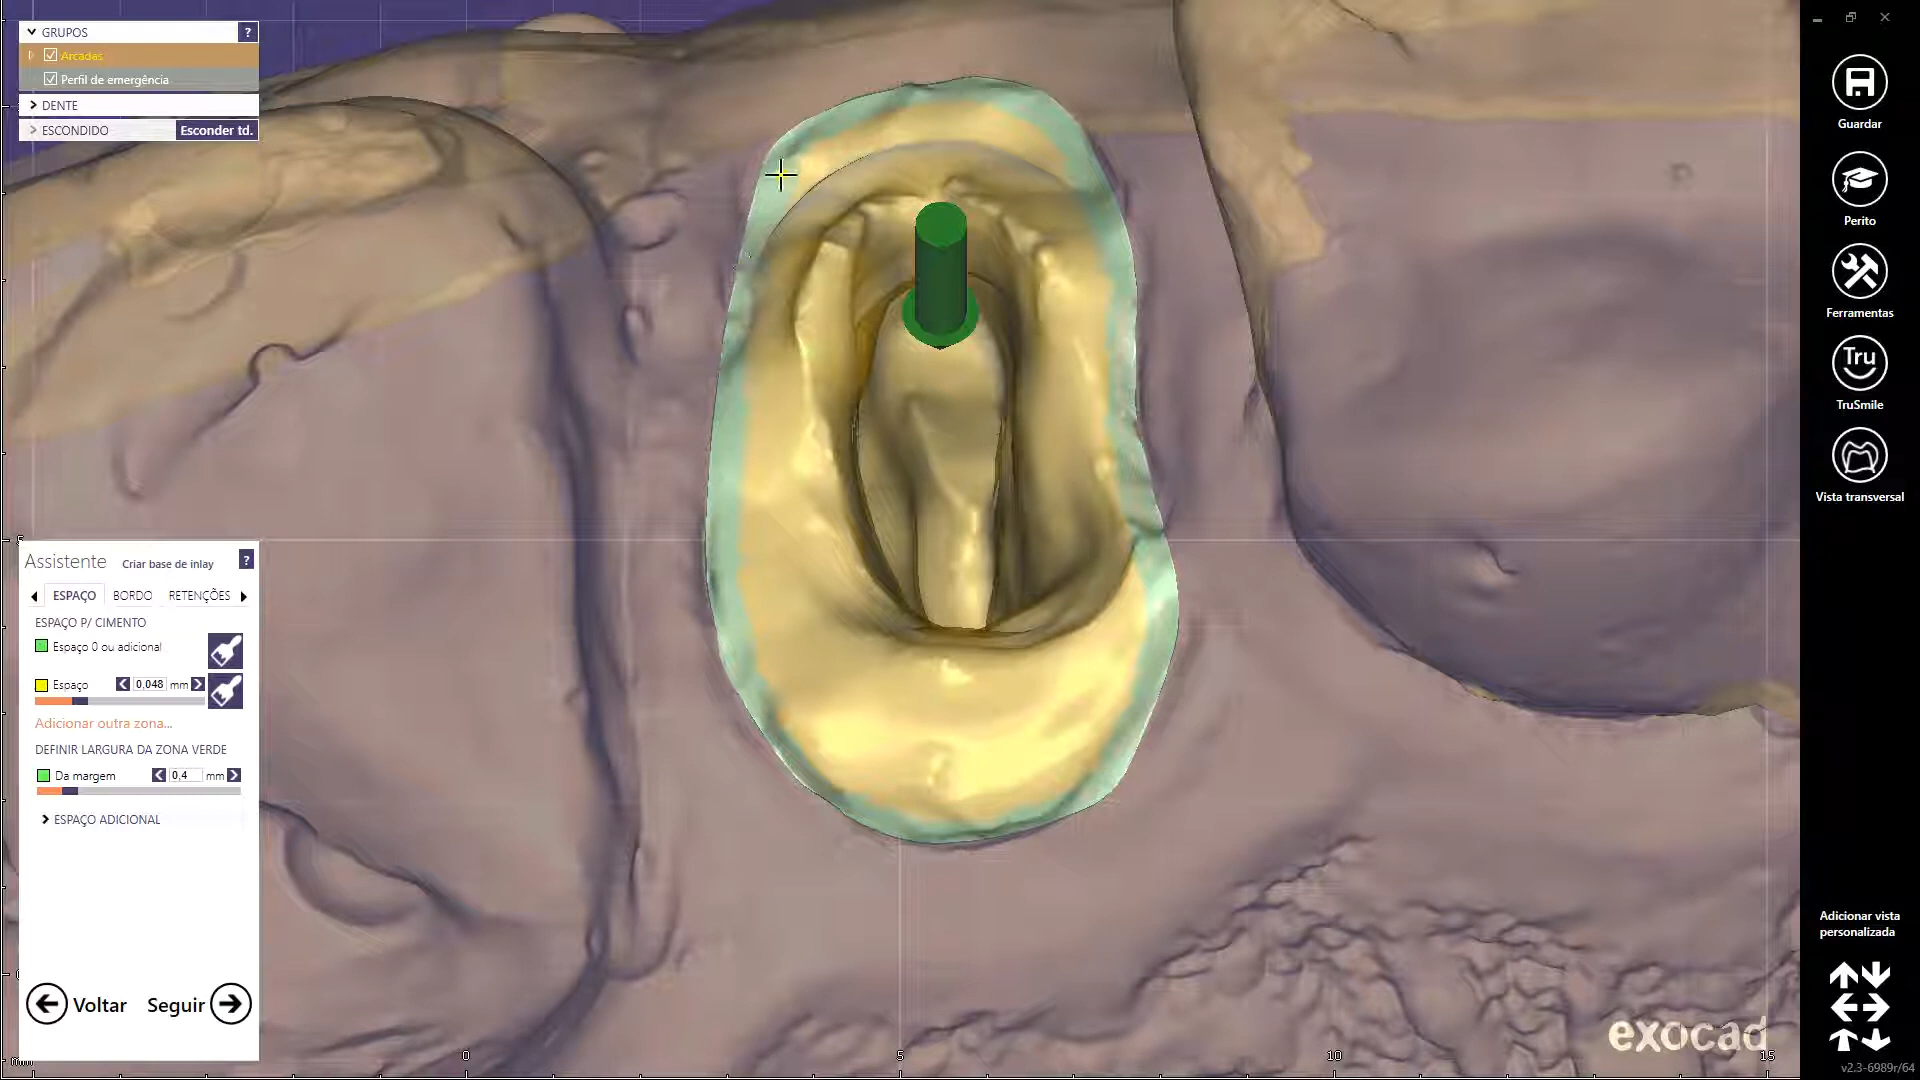 GRUPOS ?
Arcadas
Perfil de emergência
DENTE
ESCONDIDO Esconder td.
Assistente Criar base de inlay ?
ESPAÇO BORDO RETENÇÕES
ESPAÇO P/ CIMENTO
Espaço 0 ou adicional
Espaço 0,048 mm
Adicionar outra zona...
DEFINIR LARGURA DA ZONA VERDE
Da margem 0,4 mm
ESPAÇO ADICIONAL
Voltar Seguir
0 5 10 15
Guardar
Perito
Ferramentas
Tru
TruSmile
Vista transversal
Adicionar vista
personalizada
exocad
v2.3-6989r/64